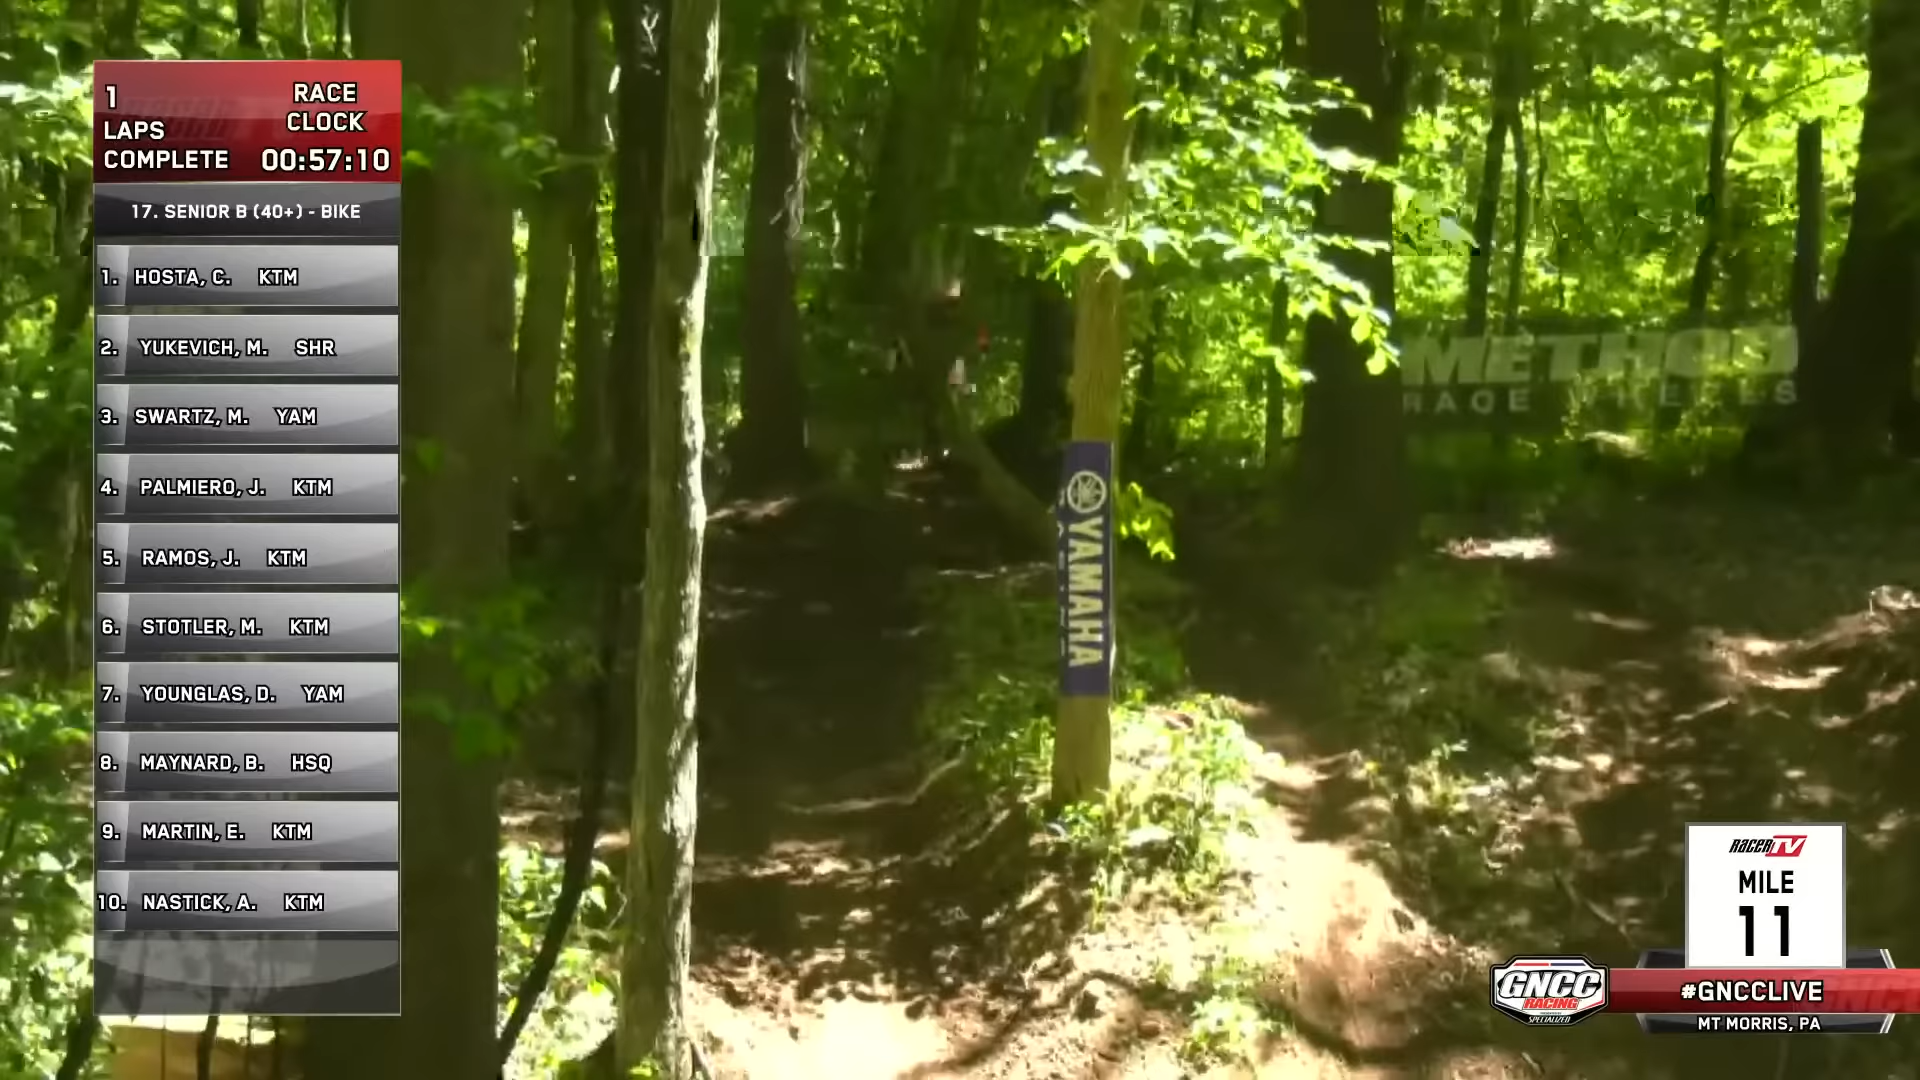 1
LAPS
COMPLETE
RACE
CLOCK
00:57:10
17. SENIOR B (40+) - BIKE
1. HOSTA, C. KTM
2. YUKEVICH, M. SHR
3. SWARTZ, M. YAM
4. PALMIERO, J. KTM
5. RAMOS, J. KTM
6. STOTLER, M. KTM
7. YOUNGLAS, D. YAM
8. MAYNARD, B. HSQ
9. MARTIN, E. KTM
10. NASTICK, A. KTM
METHOD
RACE WHEELS
YAMAHA
RACERTV
MILE
11
GNCC
RACING
SPECIALIZED
#GNCCLIVE
MT MORRIS, PA